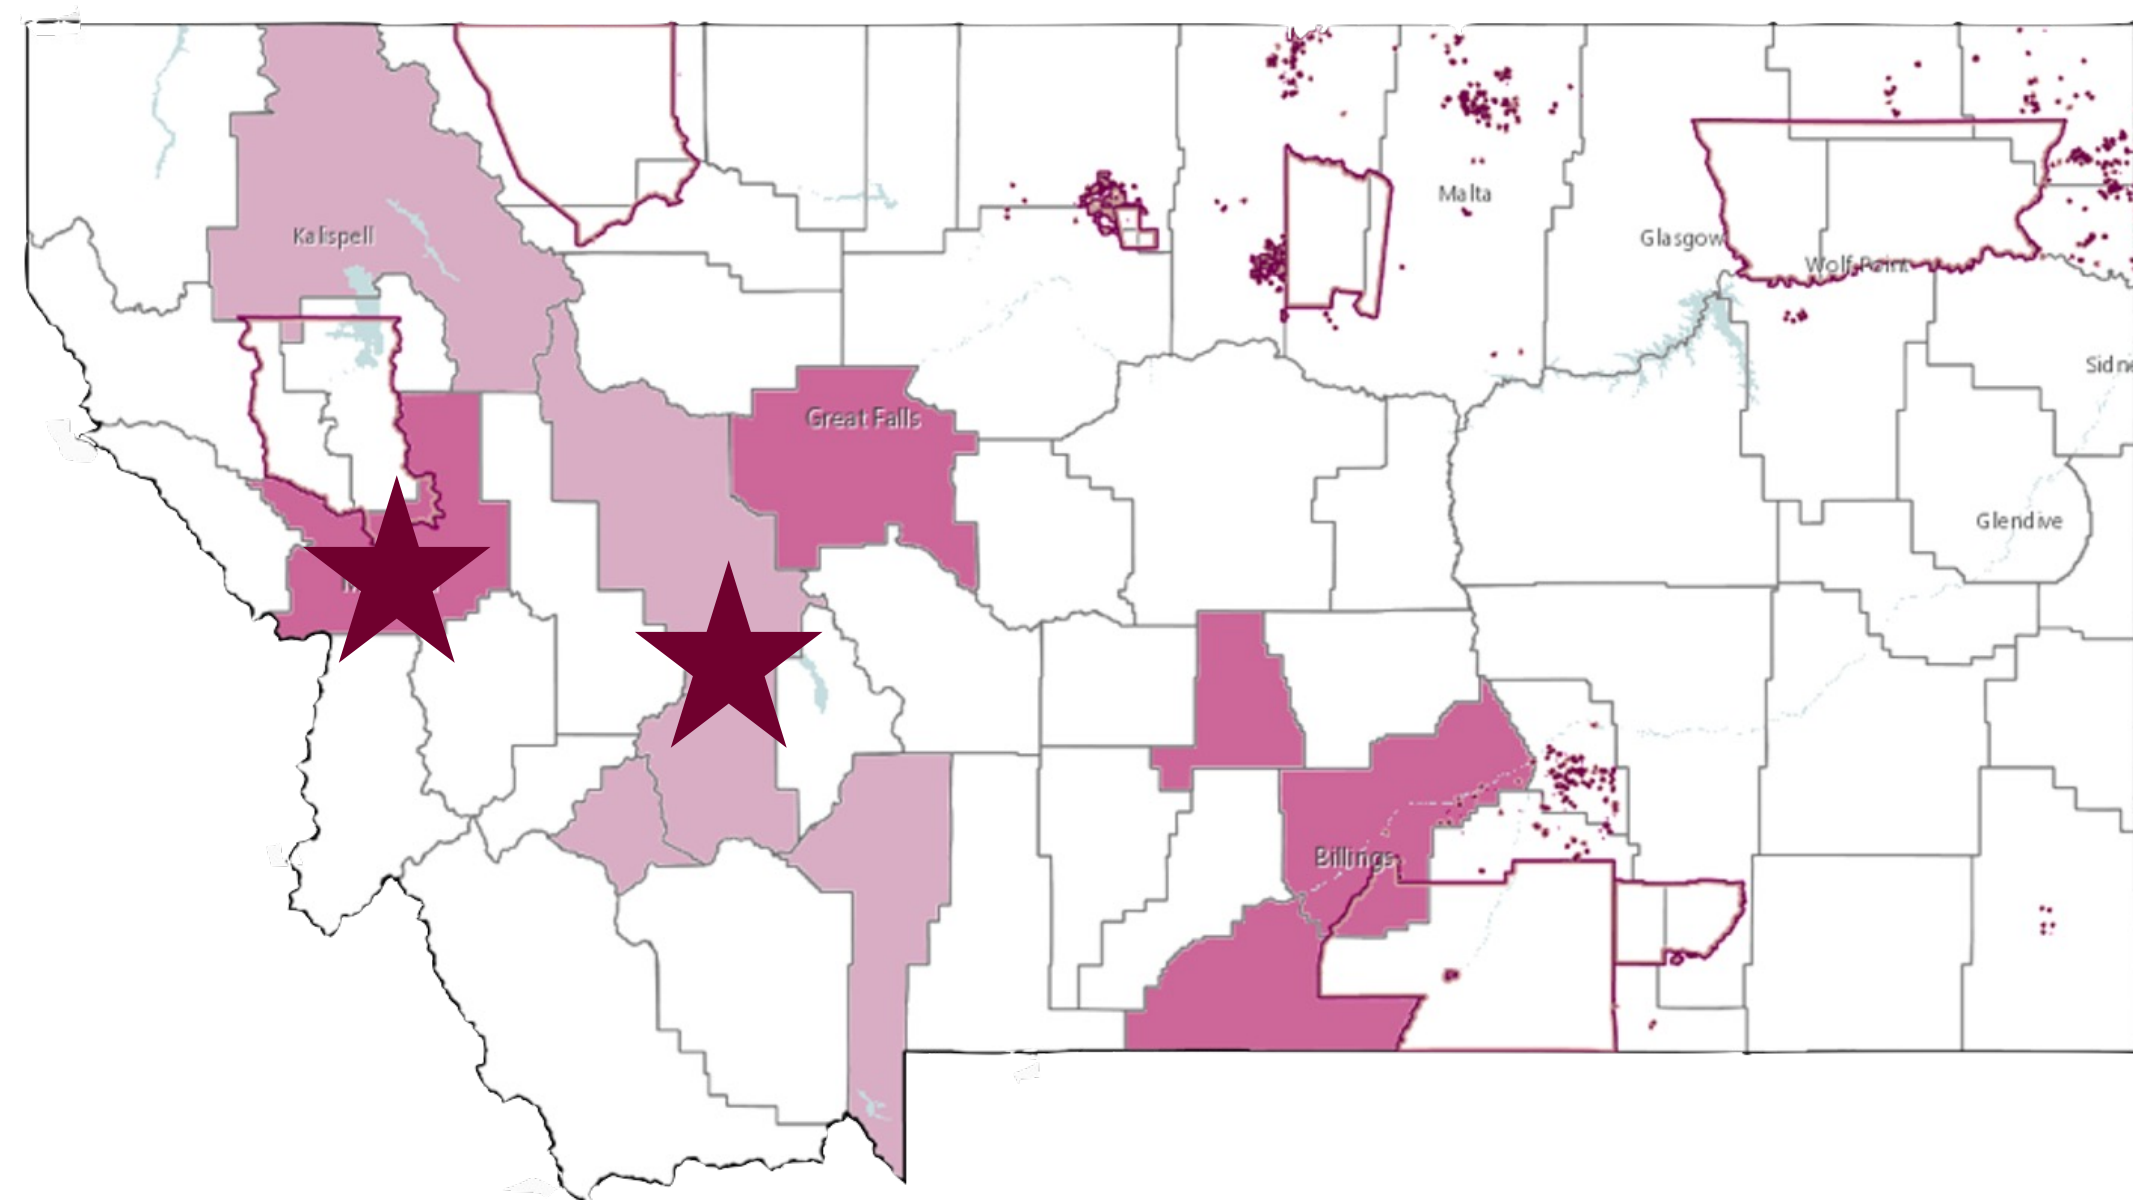 Malta
Kalispell
Glasgow
Wolf Point
Great Falls
Glendive
Billings